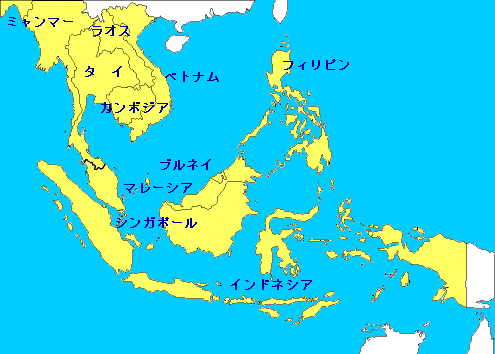 ミャンマー
ラオス
タイ
ベトナム
カンボジア
フィリピン
ブルネイ
マレーシア
シンガポール
インドネシア